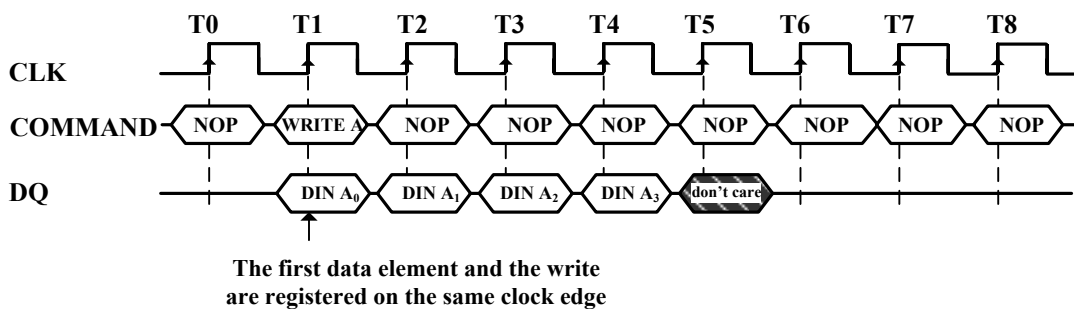 T0 T1 T2 T3 T4 T5 T6 T7 T8
CLK
COMMAND NOP WRITE A NOP NOP NOP NOP NOP NOP NOP
DQ DIN A₀ DIN A₁ DIN A₂ DIN A₃ don't care
The first data element and the write
are registered on the same clock edge